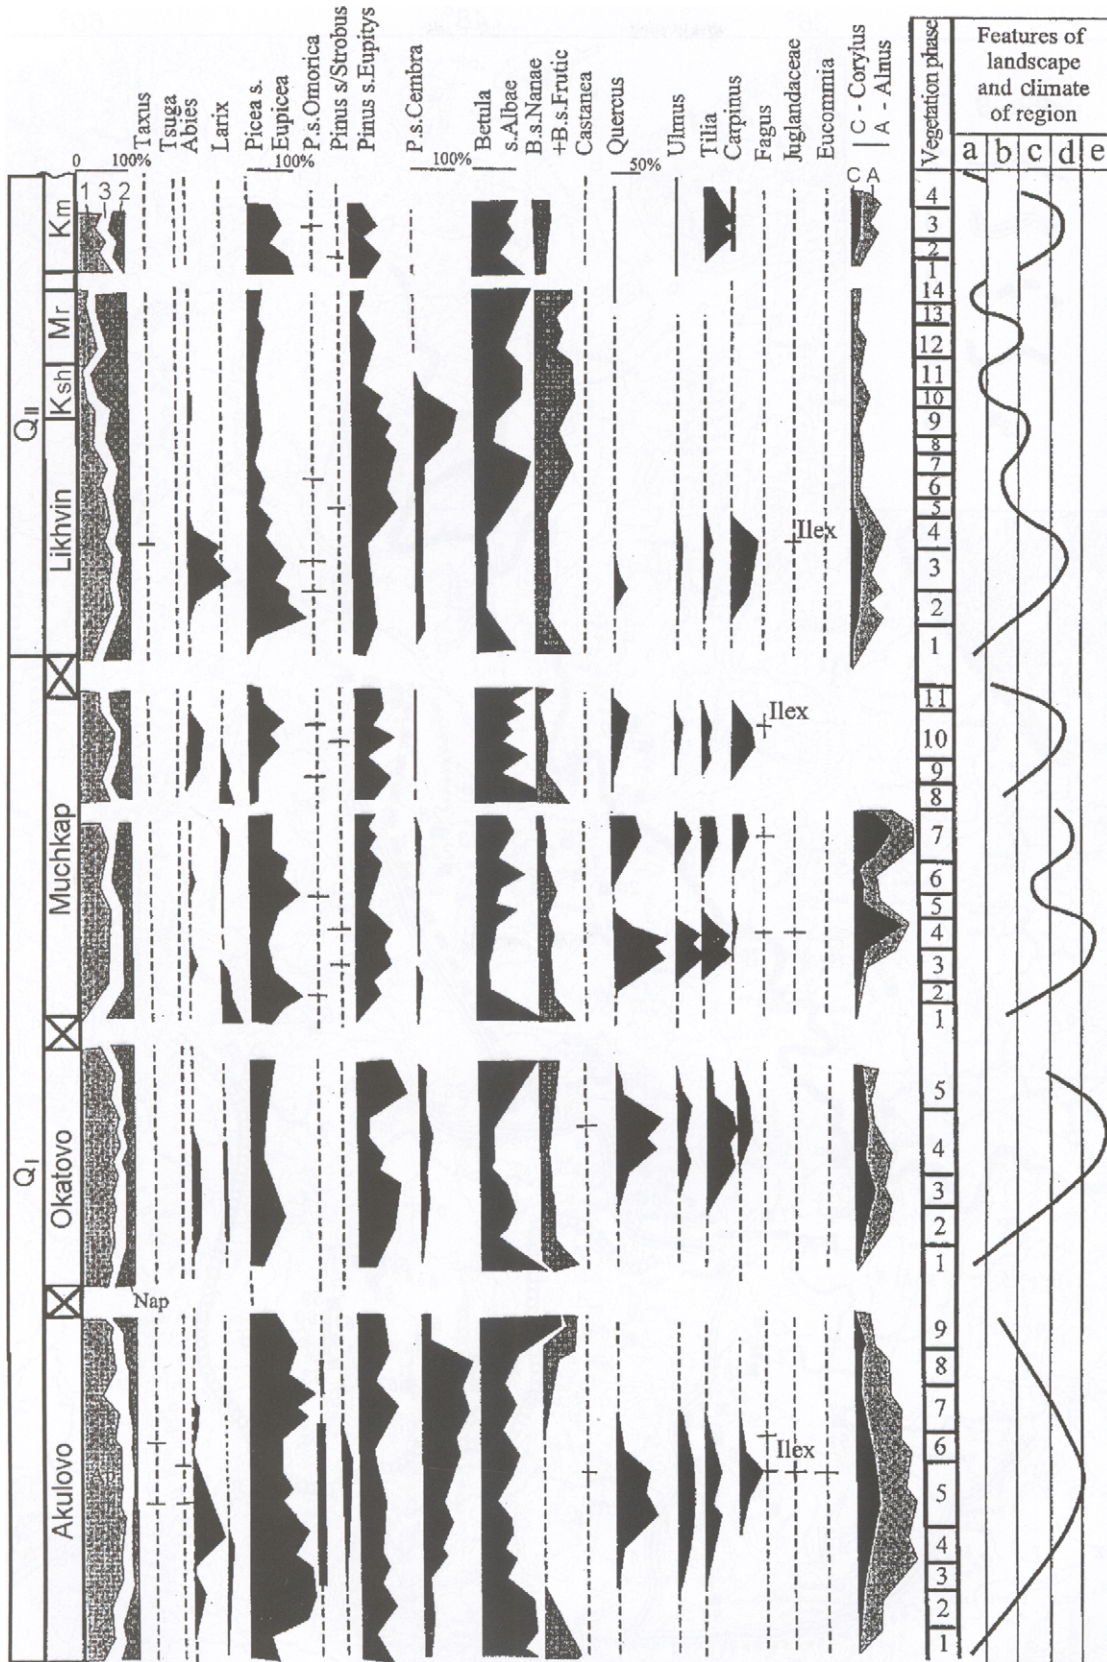 Features of
landscape
and climate
of region
Vegetation phase
a b c d e
Taxus
Tsuga
Abies
Larix
Picea s.
Eupicea
P.s.Omorica
Pinus s/Strobus
Pinus s.Eupitys
P.s.Cembra
Betula
s.Albae
B.s.Nanae
+B.s.Frutic
Castanea
Quercus
Ulmus
Tilia
Carpinus
Fagus
Juglandaceae
Eucommia
C - Corylus
A - Alnus
0 100%
100%
100%
50%
C A
1 3 2
QII
Km
4
3
2
1
Mr
14
13
12
Ksh
11
10
Likhvin
9
8
7
6
5
4
Ilex
3
2
1
QI
Muchkap
11
Ilex
10
9
8
7
6
5
4
3
2
1
Okatovo
5
4
3
2
1
Nap
Akulovo
9
8
7
6
Ilex
AP
5
4
3
2
1